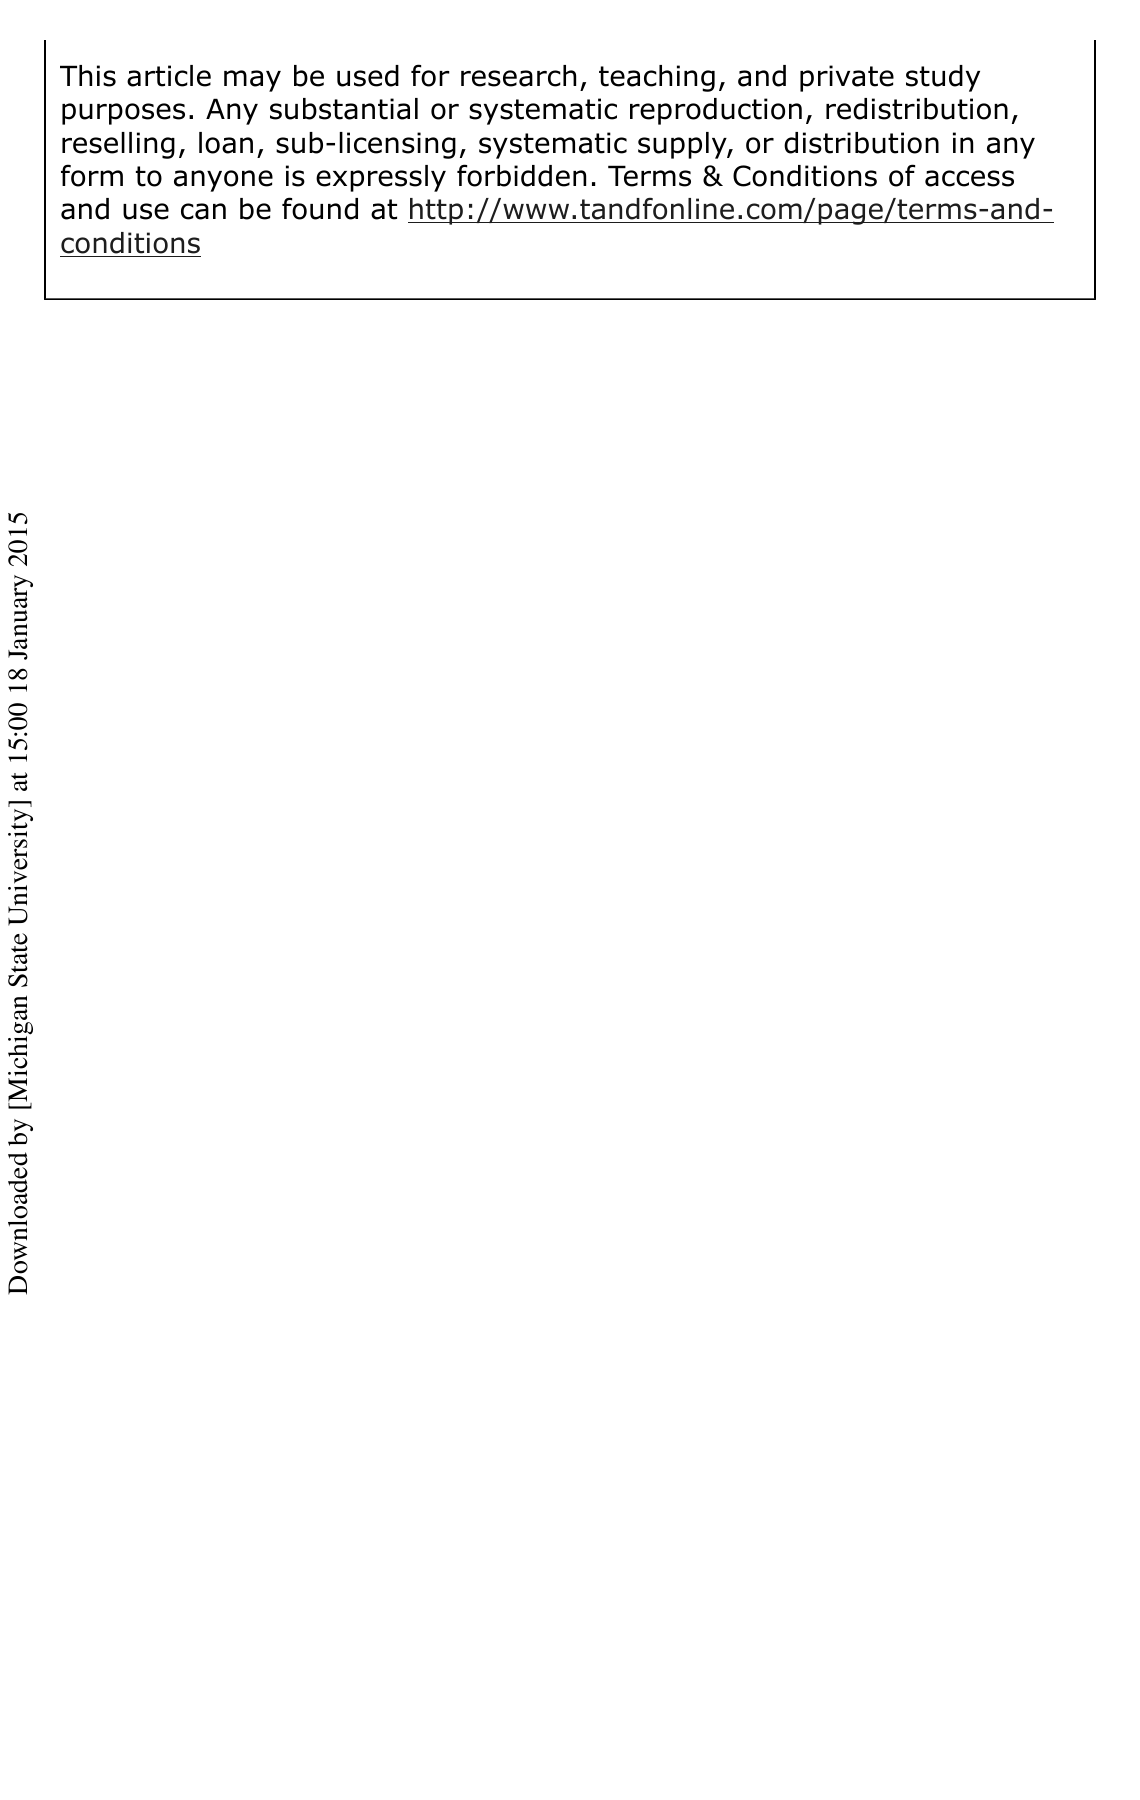 This article may be used for research, teaching, and private study
purposes. Any substantial or systematic reproduction, redistribution,
reselling, loan, sub-licensing, systematic supply, or distribution in any
form to anyone is expressly forbidden. Terms & Conditions of access
and use can be found at http://www.tandfonline.com/page/terms-and-
conditions
Downloaded by [Michigan State University] at 15:00 18 January 2015